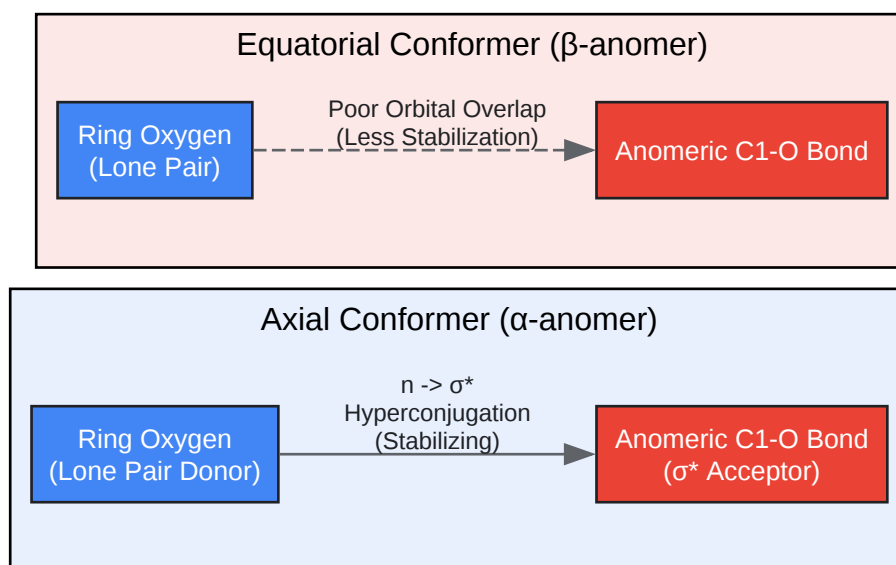 Equatorial Conformer (β-anomer)
Ring Oxygen
(Lone Pair)
Poor Orbital Overlap
(Less Stabilization)
Anomeric C1-O Bond
Axial Conformer (α-anomer)
Ring Oxygen
(Lone Pair Donor)
n -> σ*
Hyperconjugation
(Stabilizing)
Anomeric C1-O Bond
(σ* Acceptor)